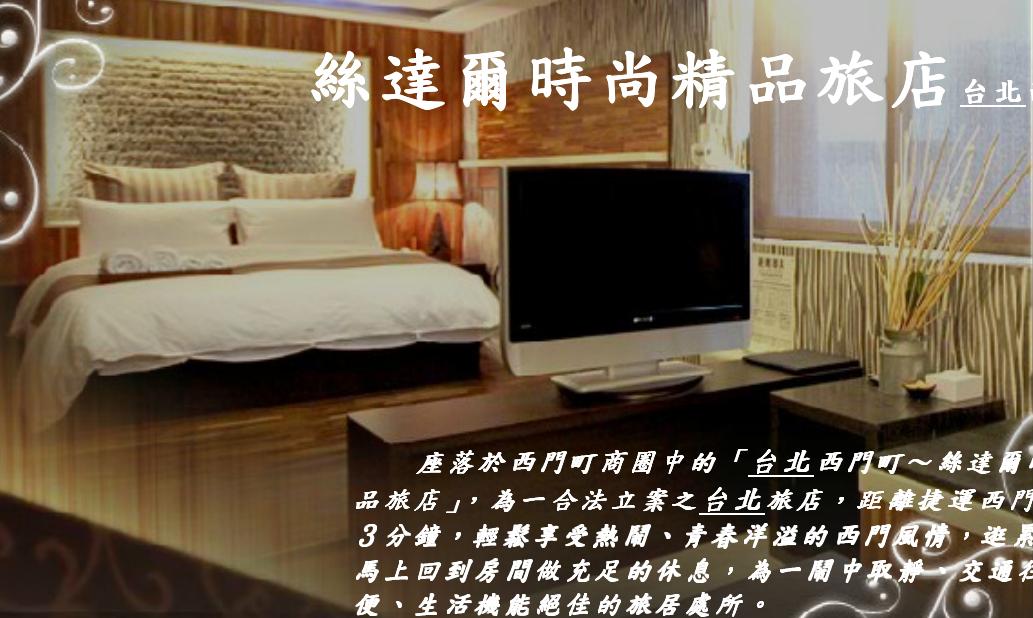 絲達爾時尚精品旅店 台北
座落於西門町商圈中的「台北西門町～絲達爾
品旅店」，為一合法立案之台北旅店，距離捷運西門
3分鐘，輕鬆享受熱鬧、青春洋溢的西門風情，逛
馬上回到房間做充足的休息，為一鬧中取靜、交通
便、生活機能絕佳的旅居處所。